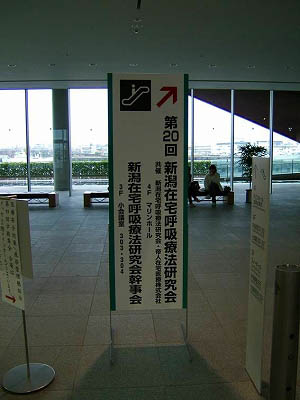 第20回 新潟在宅呼吸療法研究会
共催 新潟在宅呼吸療法研究会・帝人在宅医療株式会社
4F マリンホール
新潟在宅呼吸療法研究会幹事会
3F 小会議室 303・304